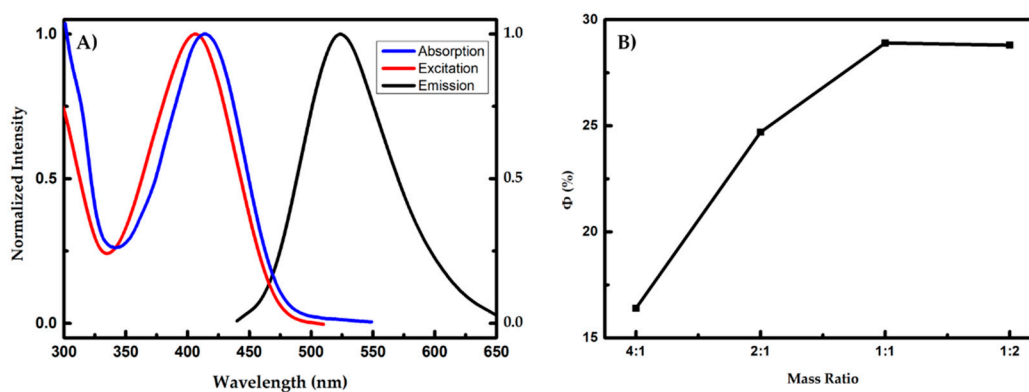 A)
Absorption
Excitation
Emission
Normalized Intensity
1.0
0.5
0.0
1.0
0.5
0.0
300 350 400 450 500 550 600 650
Wavelength (nm)
B)
Φ (%)
30
25
20
15
4:1 2:1 1:1 1:2
Mass Ratio